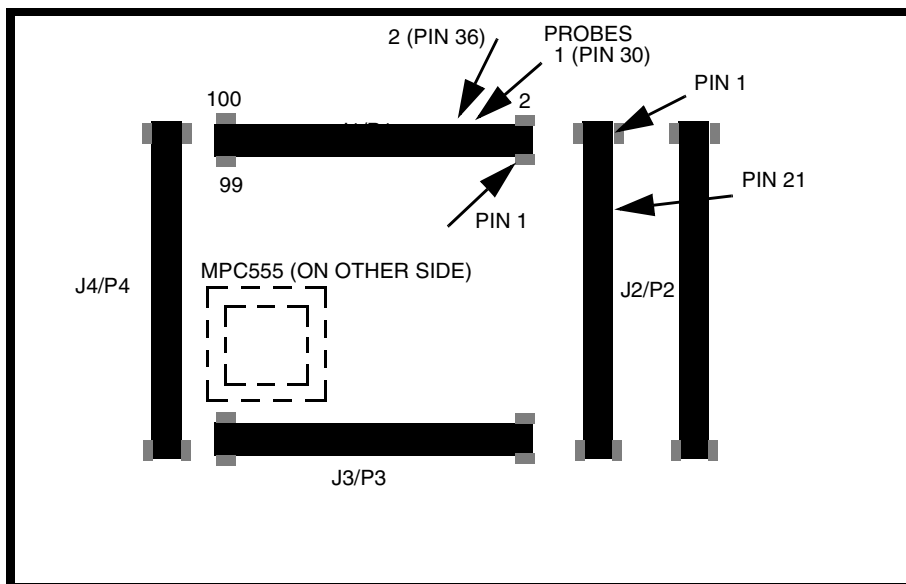 2 (PIN 36)
PROBES
1 (PIN 30)
PIN 1
100
2
99
PIN 1
PIN 21
MPC555 (ON OTHER SIDE)
J4/P4
J2/P2
J3/P3